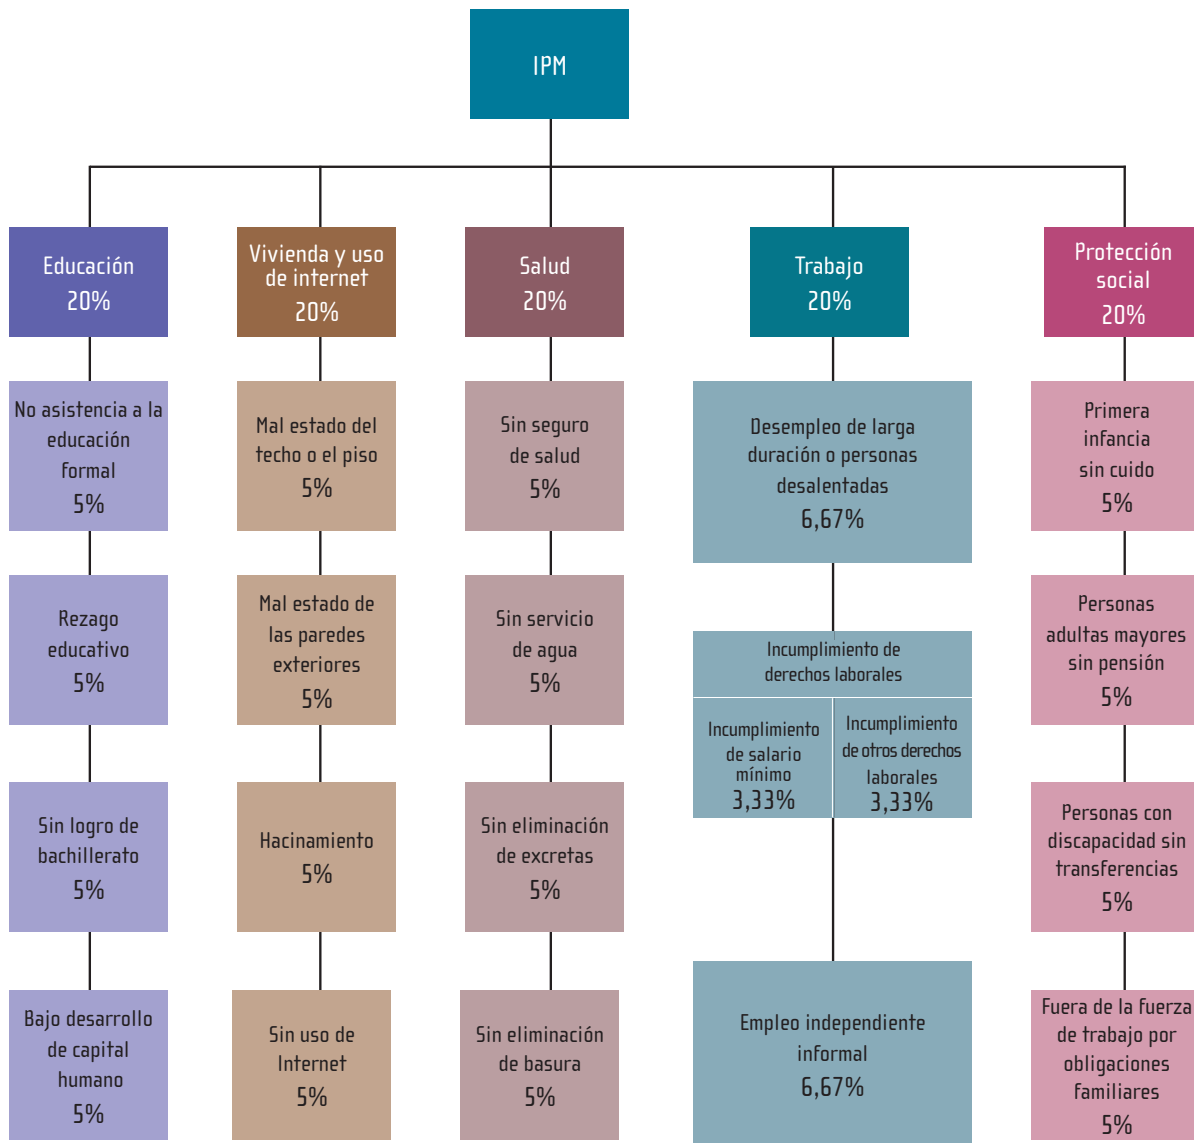 IPM
Educación
20%
No asistencia a la
educación
formal
5%
Rezago
educativo
5%
Sin logro de
bachillerato
5%
Bajo desarrollo
de capital
humano
5%
Vivienda y uso
de internet
20%
Mal estado del
techo o el piso
5%
Mal estado de
las paredes
exteriores
5%
Hacinamiento
5%
Sin uso de
Internet
5%
Salud
20%
Sin seguro
de salud
5%
Sin servicio
de agua
5%
Sin eliminación
de excretas
5%
Sin eliminación
de basura
5%
Trabajo
20%
Desempleo de larga
duración o personas
desalentadas
6,67%
Incumplimiento de
derechos laborales
Incumplimiento
de salario
mínimo
3,33%
Incumplimiento
de otros derechos
laborales
3,33%
Empleo independiente
informal
6,67%
Protección
social
20%
Primera
infancia
sin cuido
5%
Personas
adultas mayores
sin pensión
5%
Personas con
discapacidad sin
transferencias
5%
Fuera de la fuerza
de trabajo por
obligaciones
familiares
5%